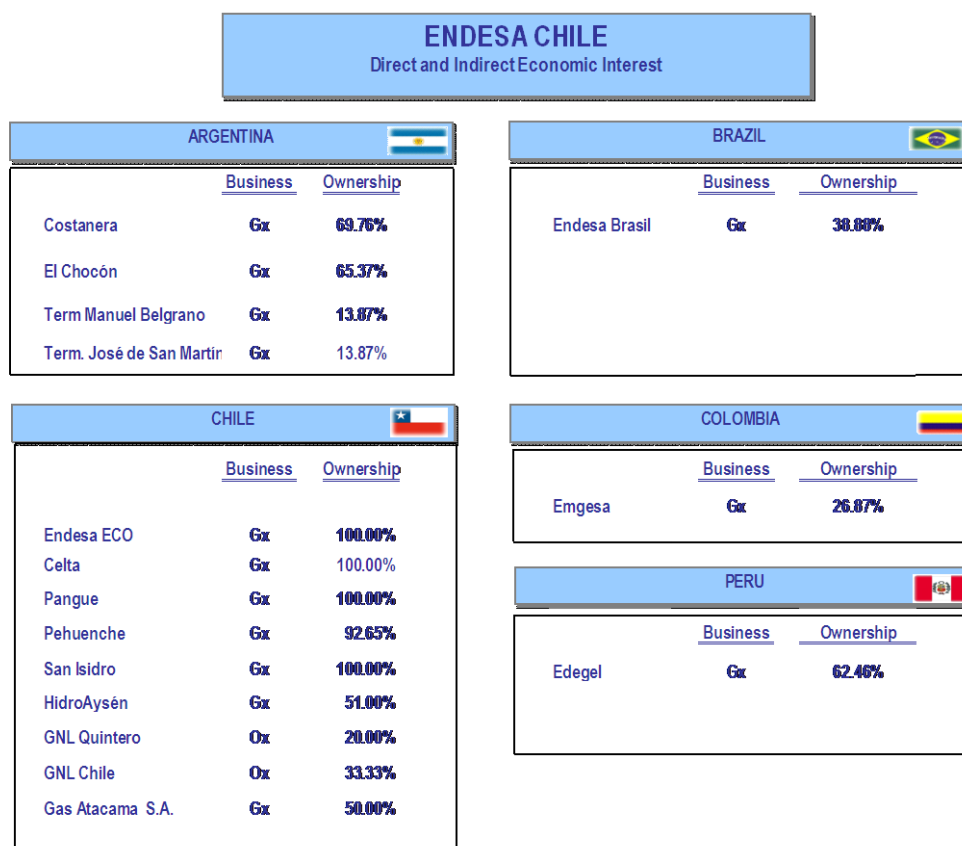 ENDESA CHILE
Direct and Indirect Economic Interest
ARGENTINA
Business Ownership
Costanera Gx 69.76%
El Chocón Gx 65.37%
Term Manuel Belgrano Gx 13.87%
Term. José de San Martín Gx 13.87%
BRAZIL
Business Ownership
Endesa Brasil Gx 38.88%
CHILE
Business Ownership
Endesa ECO Gx 100.00%
Celta Gx 100.00%
Pangue Gx 100.00%
Pehuenche Gx 92.65%
San Isidro Gx 100.00%
HidroAysén Gx 51.00%
GNL Quintero Ox 20.00%
GNL Chile Ox 33.33%
Gas Atacama S.A. Gx 50.00%
COLOMBIA
Business Ownership
Emgesa Gx 26.87%
PERU
Business Ownership
Edegel Gx 62.46%